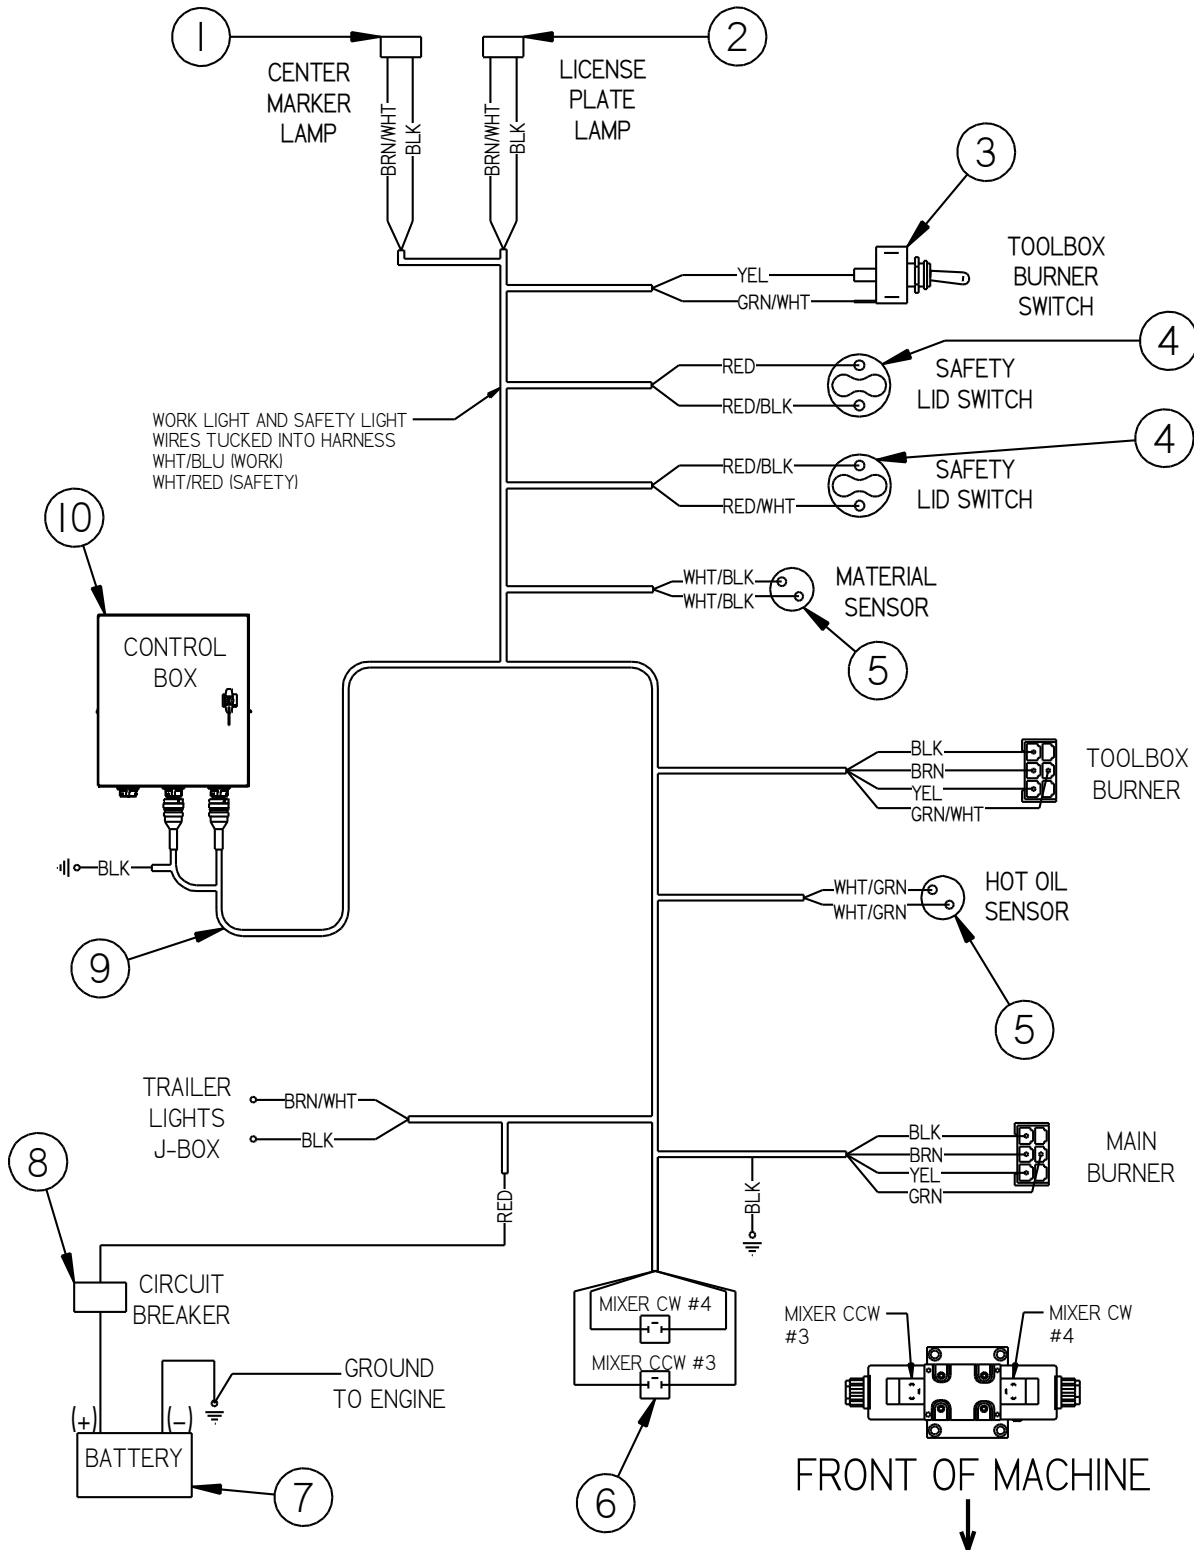 1
2
CENTER
MARKER
LAMP
LICENSE
PLATE
LAMP
BRN/WHT
BLK
BRN/WHT
BLK
3
TOOLBOX
BURNER
SWITCH
YEL
GRN/WHT
4
SAFETY
LID SWITCH
RED
RED/BLK
WORK LIGHT AND SAFETY LIGHT
WIRES TUCKED INTO HARNESS
WHT/BLU (WORK)
WHT/RED (SAFETY)
4
SAFETY
LID SWITCH
RED/BLK
RED/WHT
10
WHT/BLK
WHT/BLK
MATERIAL
SENSOR
5
CONTROL
BOX
BLK
BRN
YEL
GRN/WHT
TOOLBOX
BURNER
BLK
WHT/GRN
WHT/GRN
HOT OIL
SENSOR
9
5
TRAILER
LIGHTS
J-BOX
BRN/WHT
BLK
BLK
BRN
YEL
GRN
MAIN
BURNER
8
RED
BLK
CIRCUIT
BREAKER
MIXER CW #4
MIXER CCW #3
MIXER CCW
#3
MIXER CW
#4
GROUND
TO ENGINE
(+)
(-)
BATTERY
7
6
FRONT OF MACHINE